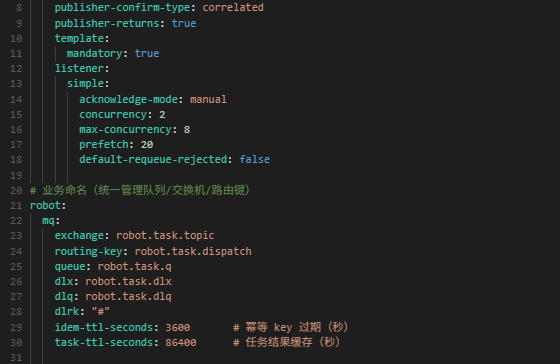 8 publisher-confirm-type: correlated
9 publisher-returns: true
10 template:
11 mandatory: true
12 listener:
13 simple:
14 acknowledge-mode: manual
15 concurrency: 2
16 max-concurrency: 8
17 prefetch: 20
18 default-requeue-rejected: false
19
20 # 业务命名（统一管理队列/交换机/路由键）
21 robot:
22 mq:
23 exchange: robot.task.topic
24 routing-key: robot.task.dispatch
25 queue: robot.task.q
26 dlx: robot.task.dlx
27 dlq: robot.task.dlq
28 dlrk: "#"
29 idem-ttl-seconds: 3600 # 幂等 key 过期（秒）
30 task-ttl-seconds: 86400 # 任务结果缓存（秒）
31